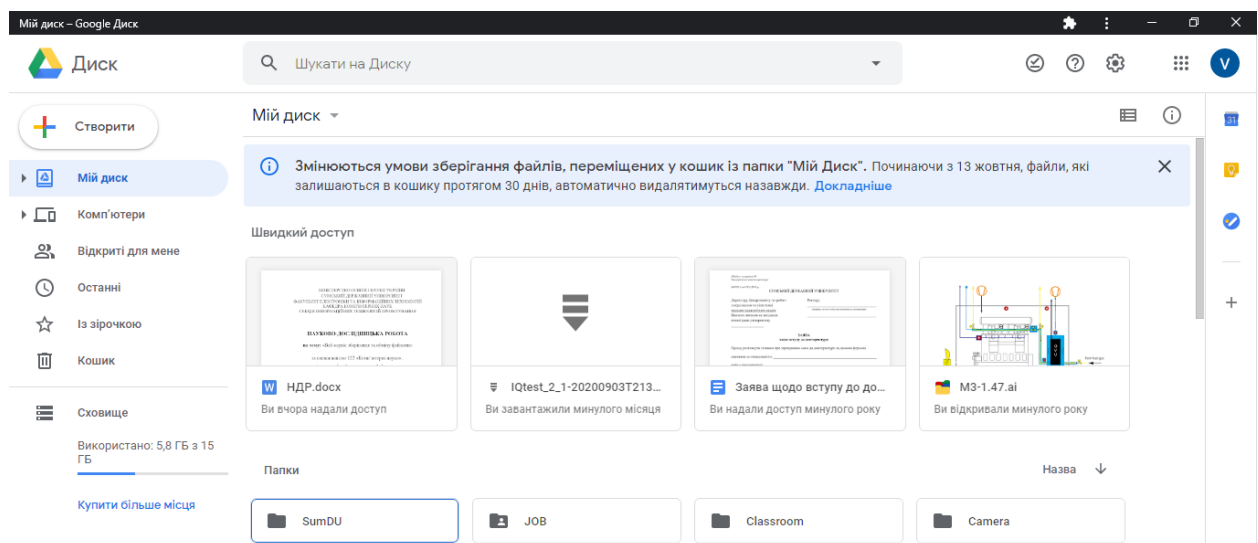 Мій диск – Google Диск
Диск
Шукати на Диску
V
Створити
Мій диск
Комп'ютери
Відкриті для мене
Останні
Із зірочкою
Кошик
Сховище
Використано: 5,8 ГБ з 15
ГБ
Купити більше місця
Мій диск
31
Змінюються умови зберігання файлів, переміщених у кошик із папки "Мій Диск". Починаючи з 13 жовтня, файли, які
залишаються в кошику протягом 30 днів, автоматично видалятимуться назавжди. Докладніше
Швидкий доступ
НАУКОВО-ДОСЛІДНИЦЬКА РОБОТА
W НДР.docx
Ви вчора надали доступ
IQtest_2_1-20200903T213...
Ви завантажили минулого місяця
СУМСЬКИЙ ДЕРЖАВНИЙ УНІВЕРСИТЕТ
ЗАЯВА
Заява щодо вступу до до...
Ви надали доступ минулого року
М3-1.47.ai
Ви відкривали минулого року
Папки
Назва
SumDU
JOB
Classroom
Camera